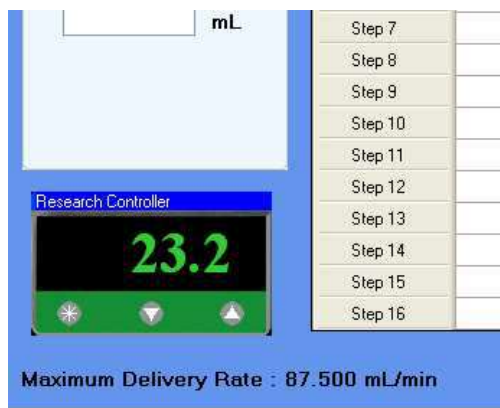 mL
Step 7
Step 8
Step 9
Step 10
Step 11
Step 12
Step 13
Step 14
Step 15
Step 16
Research Controller
23.2
Maximum Delivery Rate : 87.500 mL/min